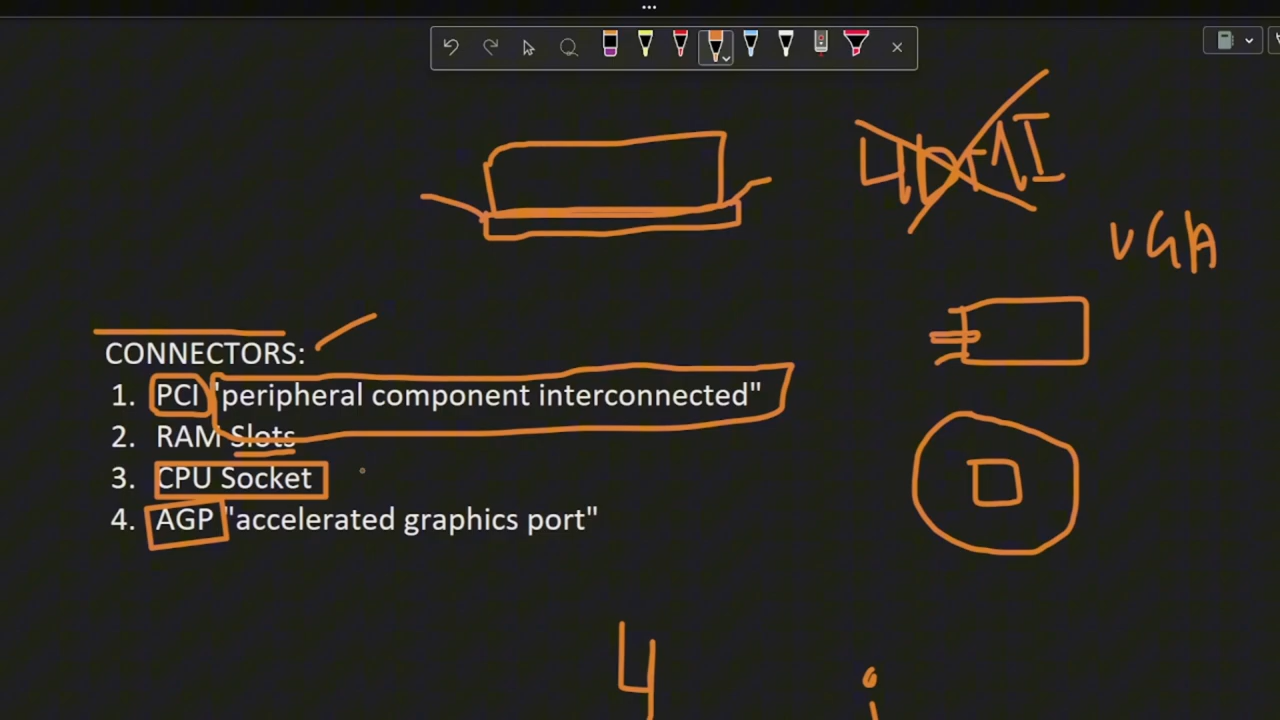 VGA
CONNECTORS:
1. PCI "peripheral component interconnected"
2. RAM Slots
3. CPU Socket
4. AGP "accelerated graphics port"
4